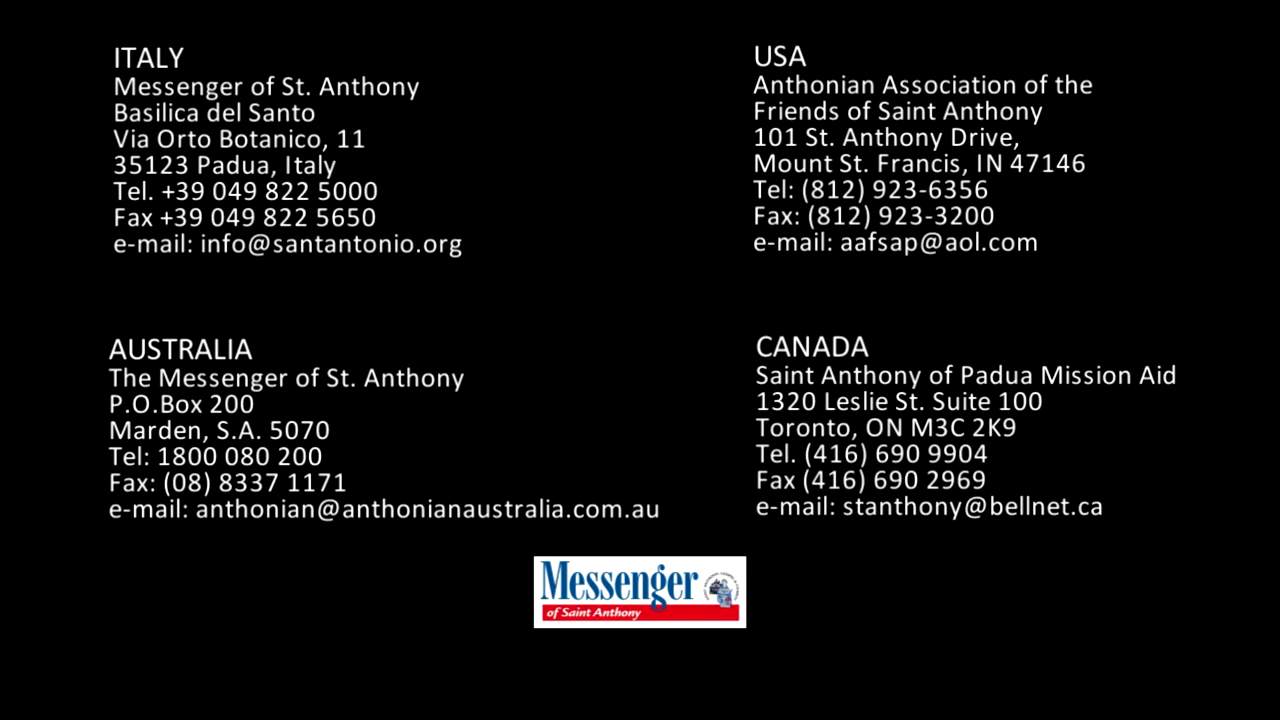 ITALY
Messenger of St. Anthony
Basilica del Santo
Via Orto Botanico, 11
35123 Padua, Italy
Tel. +39 049 822 5000
Fax +39 049 822 5650
e-mail: info@santantonio.org
USA
Anthonian Association of the
Friends of Saint Anthony
101 St. Anthony Drive,
Mount St. Francis, IN 47146
Tel: (812) 923-6356
Fax: (812) 923-3200
e-mail: aafsap@aol.com
AUSTRALIA
The Messenger of St. Anthony
P.O.Box 200
Marden, S.A. 5070
Tel: 1800 080 200
Fax: (08) 8337 1171
e-mail: anthonian@anthonianaustralia.com.au
CANADA
Saint Anthony of Padua Mission Aid
1320 Leslie St. Suite 100
Toronto, ON M3C 2K9
Tel. (416) 690 9904
Fax (416) 690 2969
e-mail: stanthony@bellnet.ca
Messenger
of Saint Anthony